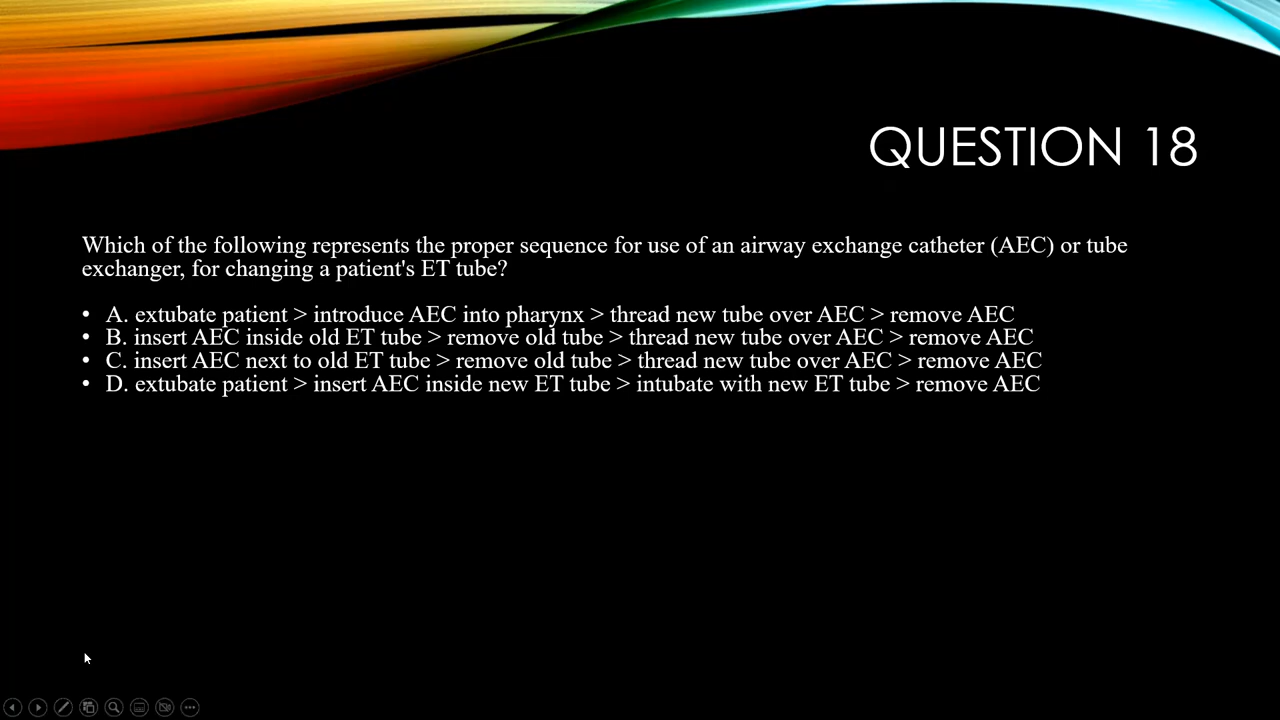 QUESTION 18
Which of the following represents the proper sequence for use of an airway exchange catheter (AEC) or tube
exchanger, for changing a patient's ET tube?
• A. extubate patient > introduce AEC into pharynx > thread new tube over AEC > remove AEC
• B. insert AEC inside old ET tube > remove old tube > thread new tube over AEC > remove AEC
• C. insert AEC next to old ET tube > remove old tube > thread new tube over AEC > remove AEC
• D. extubate patient > insert AEC inside new ET tube > intubate with new ET tube > remove AEC